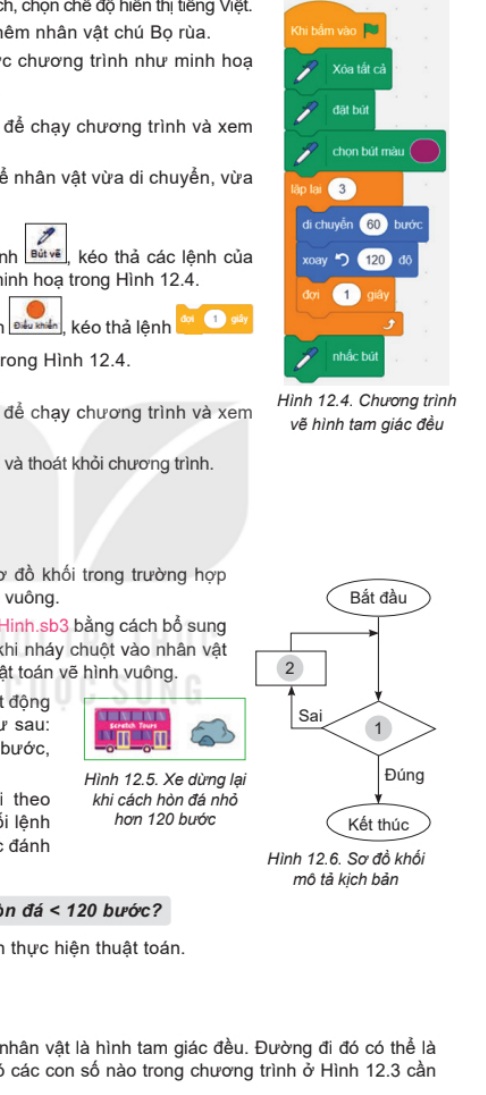 ch, chọn chế độ hiển thị tiếng Việt.
hêm nhân vật chú Bọ rùa.
ợc chương trình như minh hoạ
để chạy chương trình và xem
ể nhân vật vừa di chuyển, vừa
nh Bút vẽ, kéo thả các lệnh của
minh hoạ trong Hình 12.4.
Điều khiển, kéo thả lệnh đợi 1 giây
trong Hình 12.4.
để chạy chương trình và xem
và thoát khỏi chương trình.
Khi bấm vào
Xóa tất cả
đặt bút
chọn bút màu
lặp lại 3
di chuyển 60 bước
xoay 120 độ
đợi 1 giây
nhấc bút
Hình 12.4. Chương trình
vẽ hình tam giác đều
ơ đồ khối trong trường hợp
vuông.
Hinh.sb3 bằng cách bổ sung
khi nháy chuột vào nhân vật
ật toán vẽ hình vuông.
t động
ư sau:
bước,
i theo
ối lệnh
c đánh
Scratch Tours
Hình 12.5. Xe dừng lại
khi cách hòn đá nhỏ
hơn 120 bước
Bắt đầu
2
Sai
1
Đúng
Kết thúc
Hình 12.6. Sơ đồ khối
mô tả kịch bản
òn đá < 120 bước?
n thực hiện thuật toán.
nhân vật là hình tam giác đều. Đường đi đó có thể là
ó các con số nào trong chương trình ở Hình 12.3 cần
CUỘC SỐNG